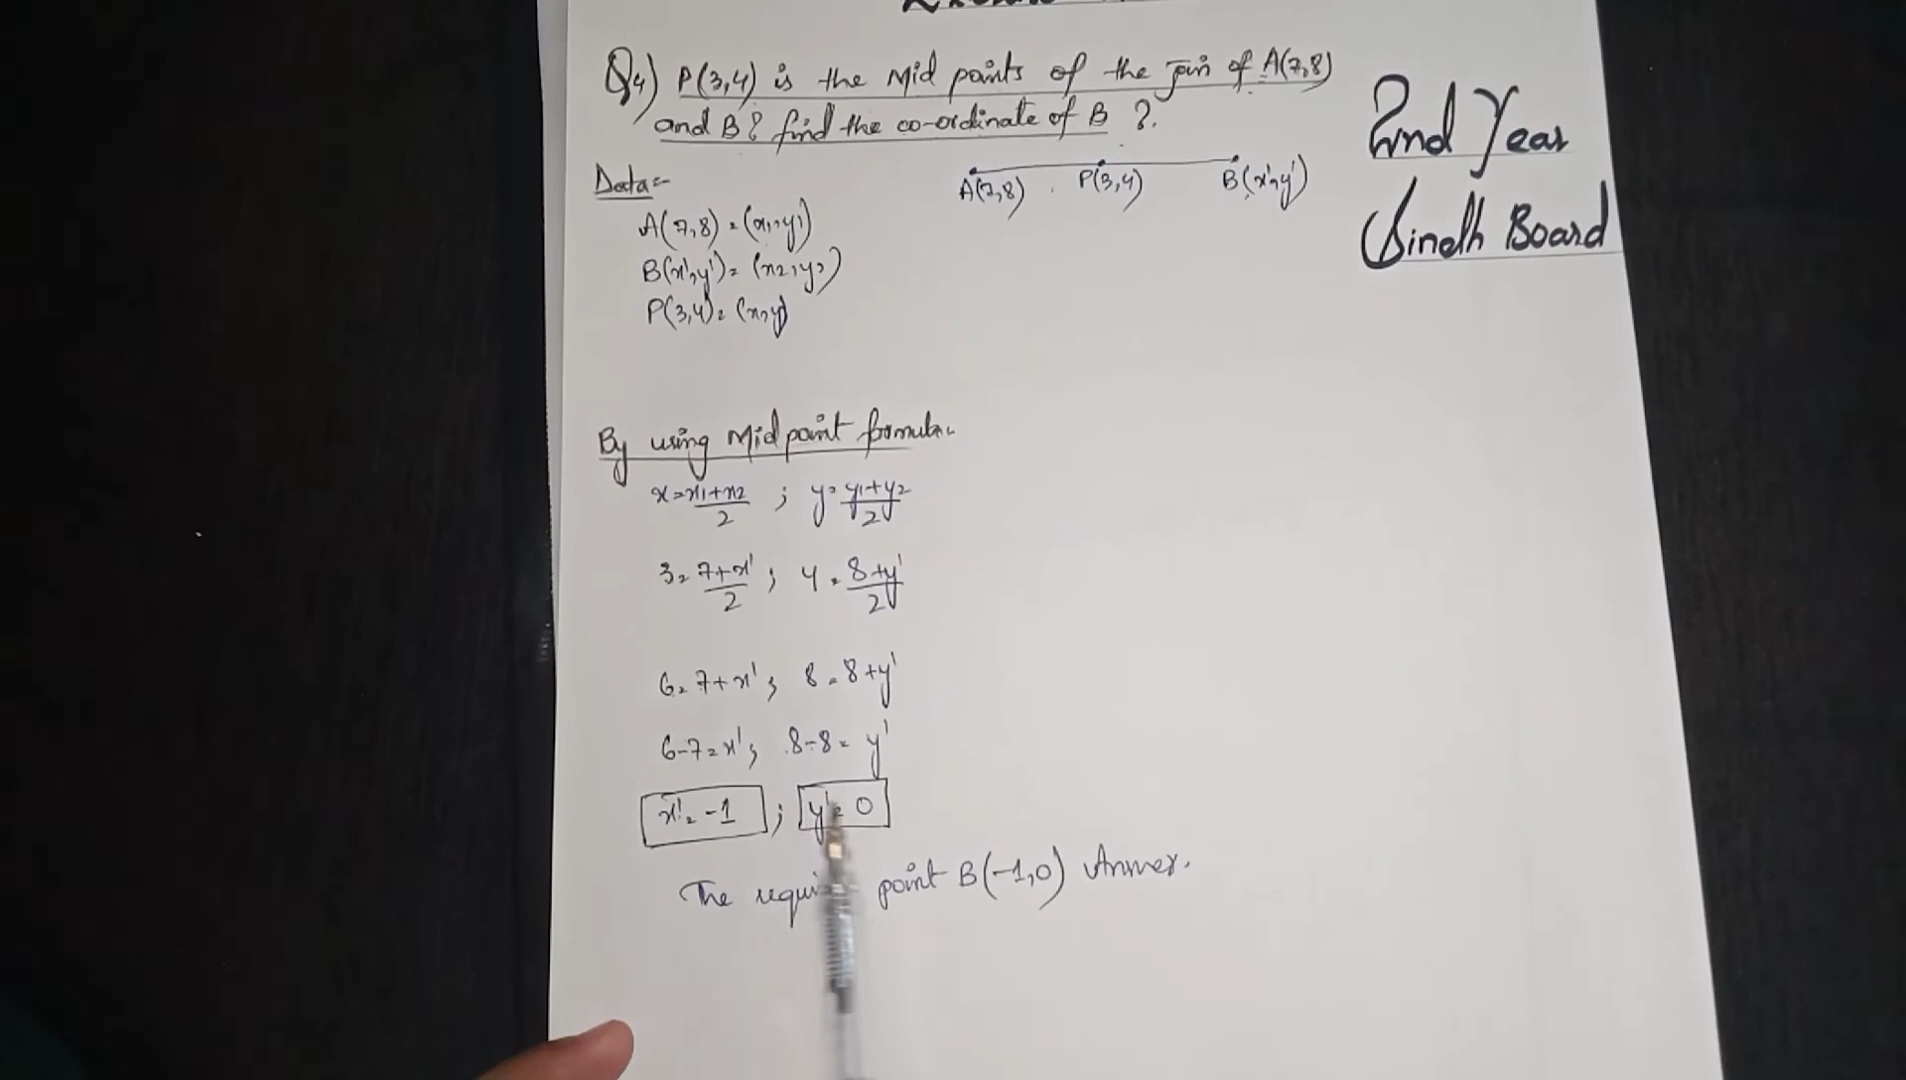 Q4) P(3,4) is the Mid points of the join of A(7,8)
and B? find the co-ordinate of B ?.
2nd Year
Sindh Board
Data:-
A(7,8) = (x1,y1)
B(x',y') = (x2,y2)
P(3,4) = (x,y)
A(7,8) P(3,4) B(x',y')
By using Midpoint formula:-
x = x1+x2/2 ; y = y1+y2/2
3 = 7+x'/2 ; 4 = 8+y'/2
6 = 7+x' ; 8 = 8+y'
6-7 = x' ; 8-8 = y'
x' = -1 ; y' = 0
The point B(-1,0) Answer.